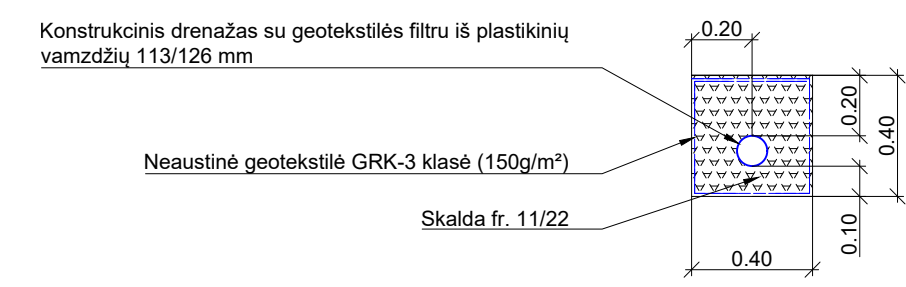 Konstrukcinis drenažas su geotekstilės filtru iš plastikinių
vamzdžių 113/126 mm
Neaustinė geotekstilė GRK-3 klasė (150g/m²)
Skalda fr. 11/22
0.20
0.20
0.40
0.10
0.40